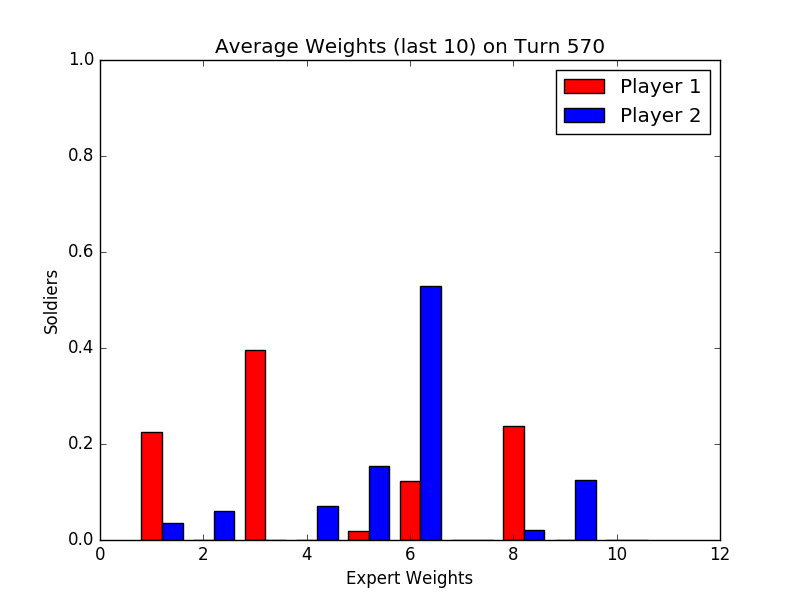 Average Weights (last 10) on Turn 570
Player 1
Player 2
1.0
0.8
0.6
0.4
0.2
0.0
Soldiers
0 2 4 6 8 10 12
Expert Weights